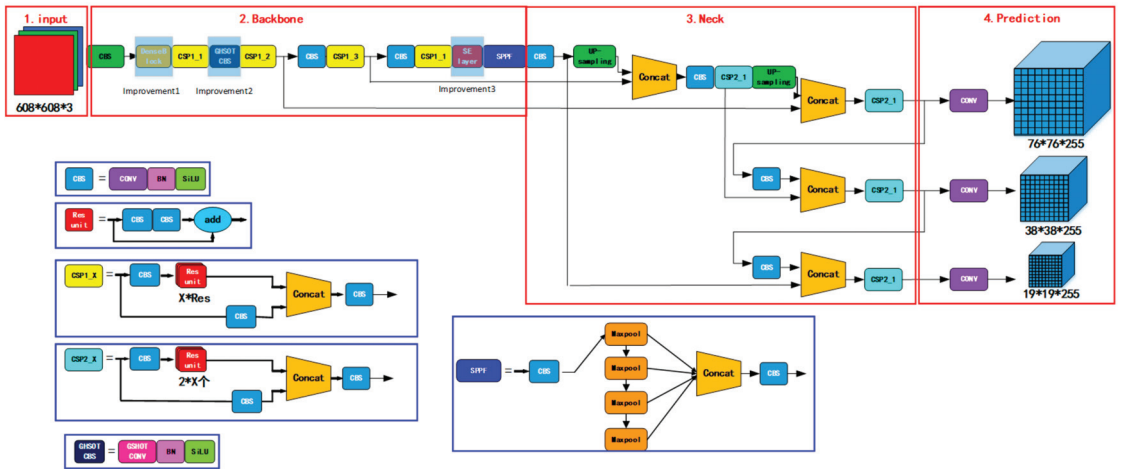 1. input
2.Backbone
3.Neck
4.Prediction
CBS
DenceB
lock
CSP1_1
GHSOT
CBS
CSP1_2
CBS
CSP1_3
CBS
CSP1_1
SE
layer
SPPF
CBS
UP-
sampling
Concat
CBS
CSP2_1
UP-
sampling
Concat
CSP2_1
CONV
608*608*3
Improvement1
Improvement2
Improvement3
76*76*255
CBS
Concat
CSP2_1
CONV
38*38*255
CBS
Concat
CSP2_1
CONV
19*19*255
CBS
=
CONV
BN
SiLU
Res
unit
=
CBS
CBS
add
CSP1_X
=
CBS
Res
unit
X*Res
CBS
Concat
CBS
CSP2_X
=
CBS
Res
unit
2*X个
CBS
Concat
CBS
GHSOT
CBS
=
GSHOT
CONV
BN
SiLU
SPPF
=
CBS
Maxpool
Maxpool
Maxpool
Maxpool
Concat
CBS